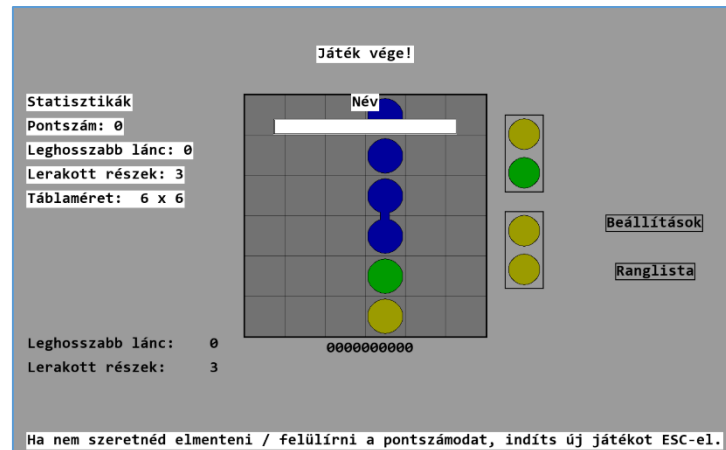 Játék vége!
Statisztikák
Név
Pontszám: 0
Leghosszabb lánc: 0
Lerakott részek: 3
Táblaméret: 6 x 6
Beállítások
Ranglista
Leghosszabb lánc: 0
0000000000
Lerakott részek: 3
Ha nem szeretnéd elmenteni / felülírni a pontszámodat, indíts új játékot ESC-el.